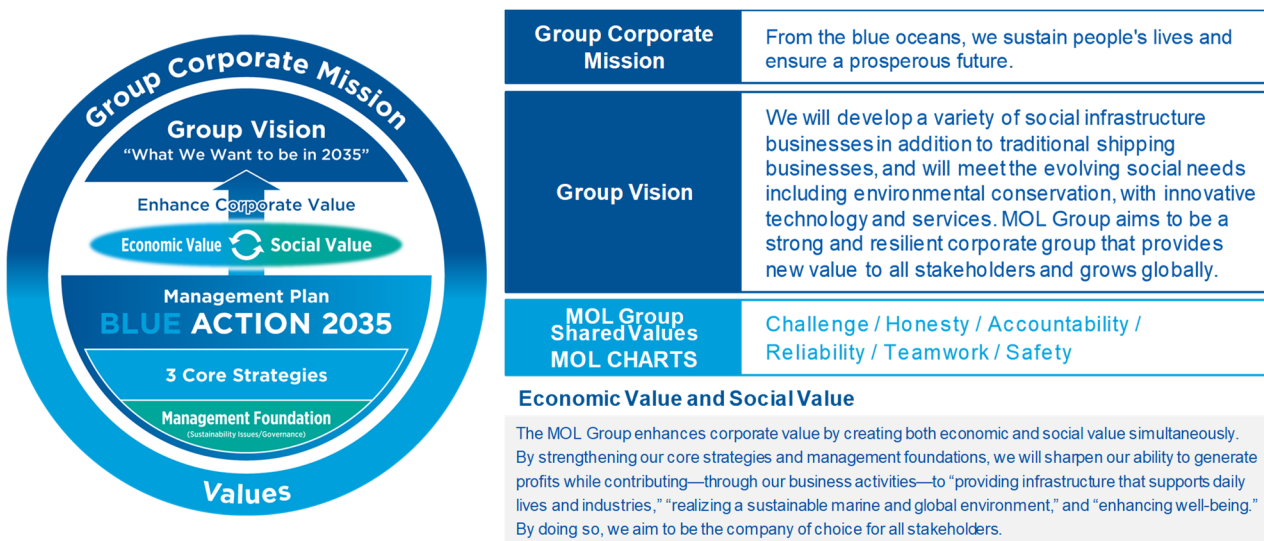 Group Corporate Mission
Group Vision
“What We Want to be in 2035”
Enhance Corporate Value
Economic Value
Social Value
Management Plan
BLUE ACTION 2035
3 Core Strategies
Management Foundation
(Sustainability Issues/Governance)
Values
Group Corporate
Mission
From the blue oceans, we sustain people's lives and
ensure a prosperous future.
Group Vision
We will develop a variety of social infrastructure
businesses in addition to traditional shipping
businesses, and will meet the evolving social needs
including environmental conservation, with innovative
technology and services. MOL Group aims to be a
strong and resilient corporate group that provides
new value to all stakeholders and grows globally.
MOL Group
Shared Values
MOL CHARTS
Challenge / Honesty / Accountability /
Reliability / Teamwork / Safety
Economic Value and Social Value
The MOL Group enhances corporate value by creating both economic and social value simultaneously.
By strengthening our core strategies and management foundations, we will sharpen our ability to generate
profits while contributing—through our business activities—to “providing infrastructure that supports daily
lives and industries,” “realizing a sustainable marine and global environment,” and “enhancing well-being.”
By doing so, we aim to be the company of choice for all stakeholders.